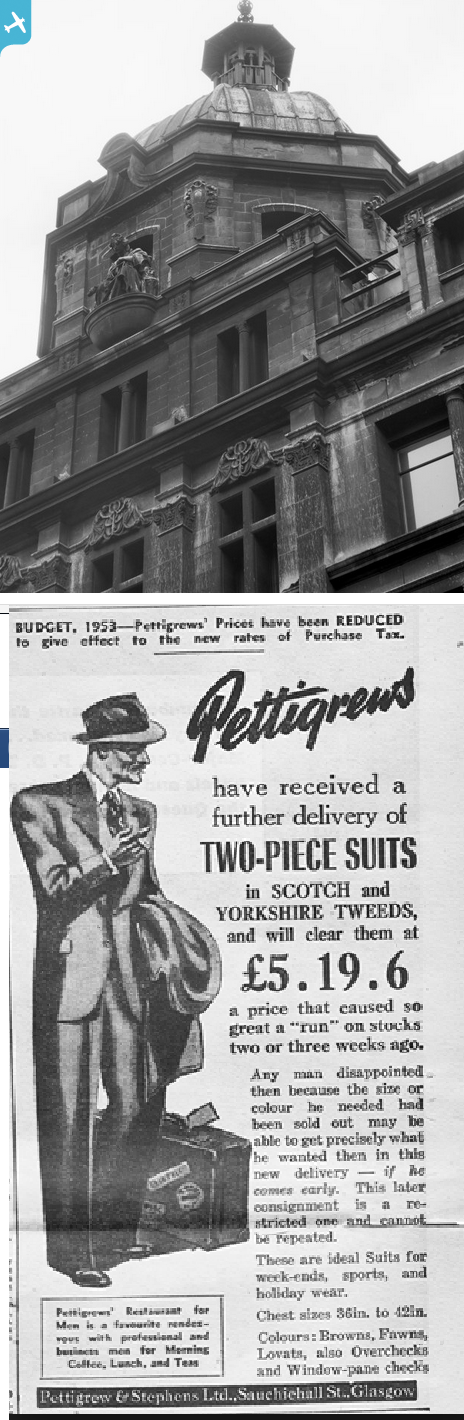 BUDGET, 1953—Pettigrews' Prices have been REDUCED
to give effect to the new rates of Purchase Tax.
Pettigrews
have received a
further delivery of
TWO-PIECE SUITS
in SCOTCH and
YORKSHIRE TWEEDS,
and will clear them at
£5.19.6
a price that caused so
great a "run" on stocks
two or three weeks ago.
Any man disappointed
then because the size or
colour he needed had
been sold out may be
able to get precisely what
he wanted then in this
new delivery — if he
comes early. This later
consignment is a re-
stricted one and cannot
be repeated.
These are ideal Suits for
week-ends, sports, and
holiday wear.
Chest sizes 36in. to 42in.
Colours: Browns, Fawns,
Lovats, also Overchecks
and Window-pane checks
Pettigrews' Restaurant for
Men is a favourite rendez-
vous with professional and
business men for Morning
Coffee, Lunch, and Teas
Pettigrew & Stephens Ltd., Sauchiehall St., Glasgow